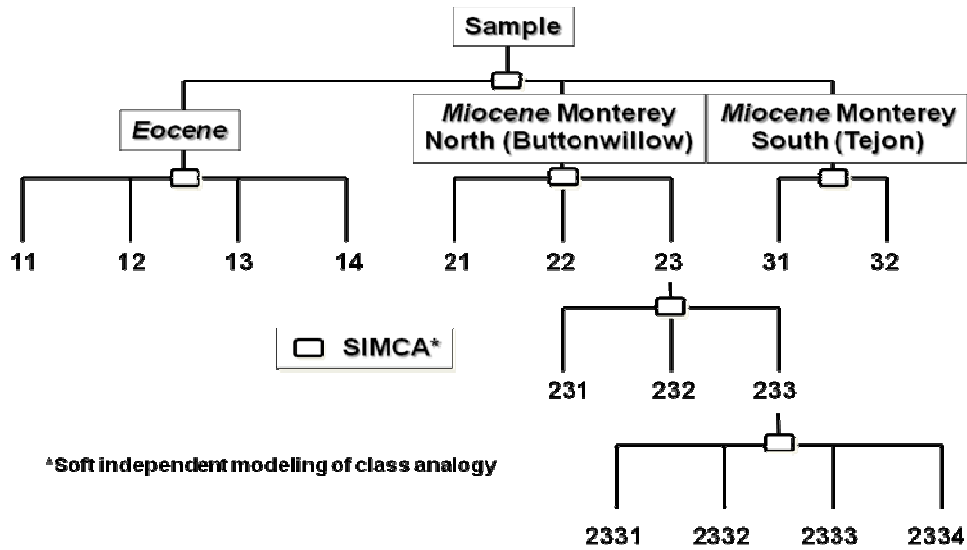 Sample
Eocene
Miocene Monterey
North (Buttonwillow)
Miocene Monterey
South (Tejon)
11
12
13
14
21
22
23
31
32
SIMCA*
231
232
233
*Soft independent modeling of class analogy
2331
2332
2333
2334